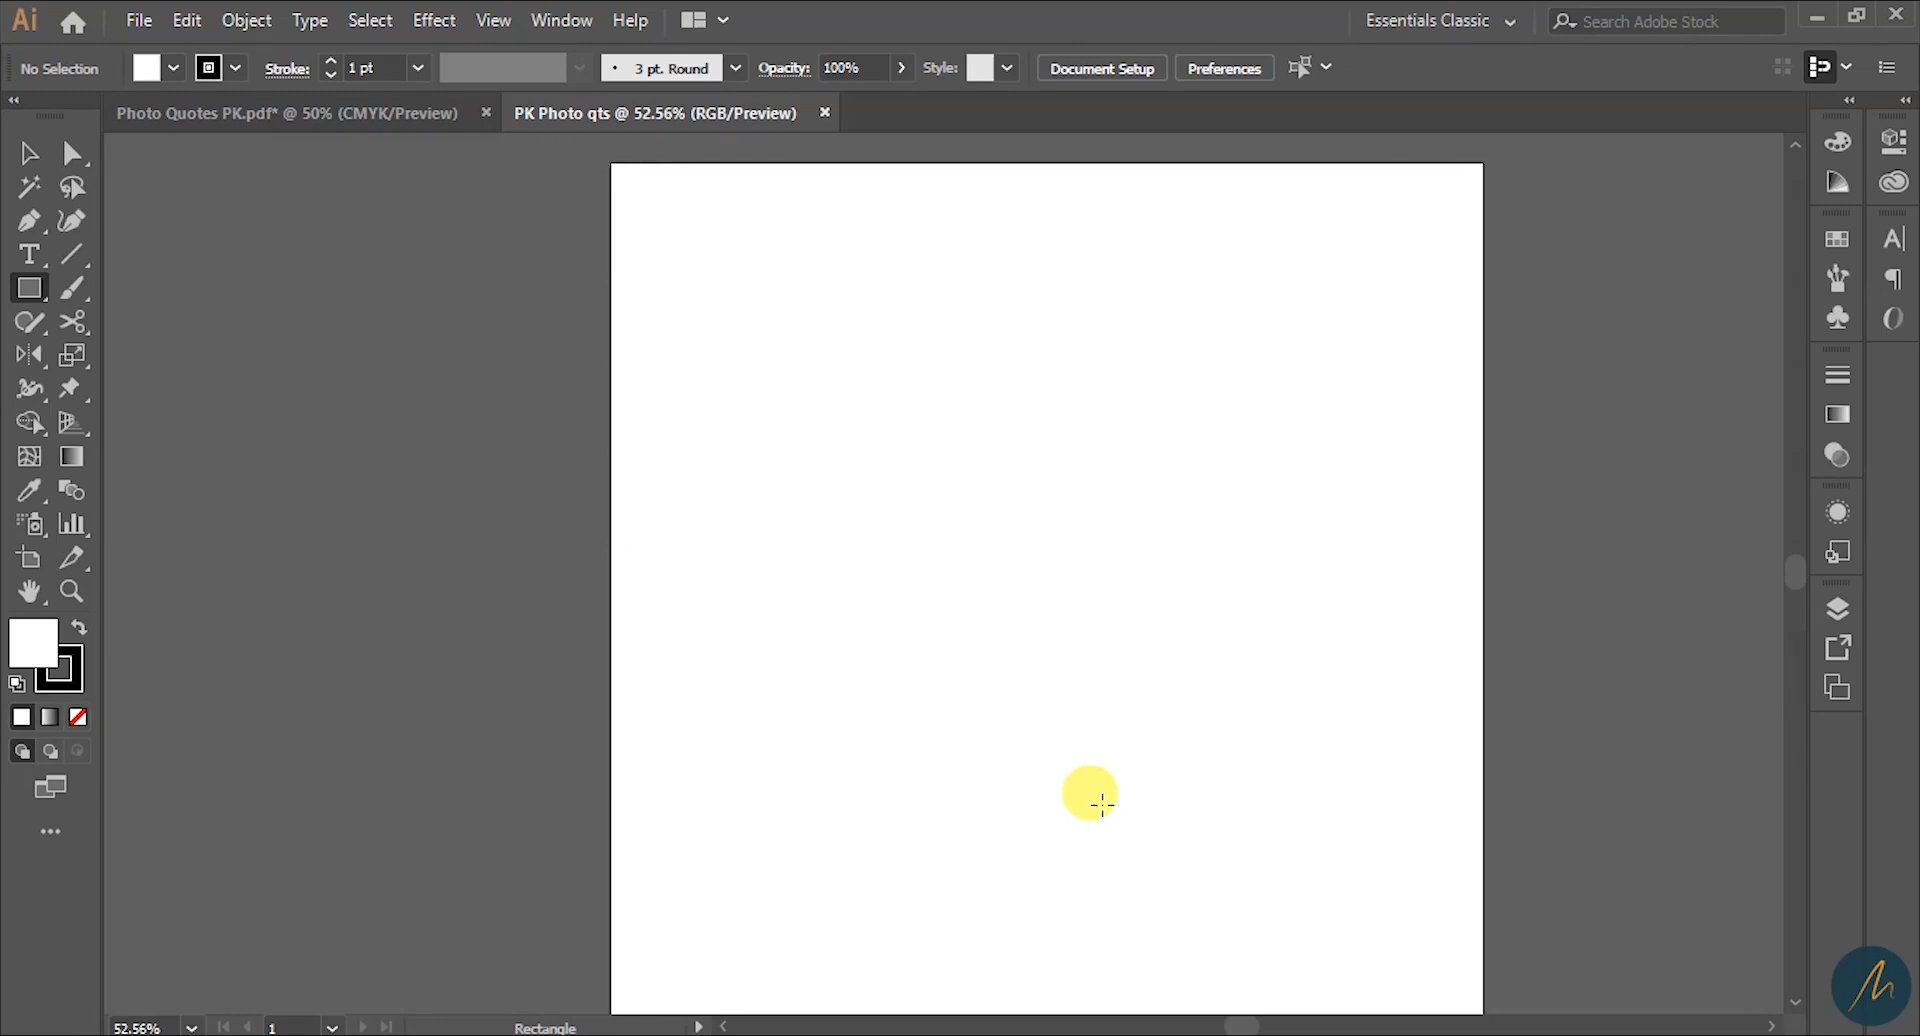 Ai File Edit Object Type Select Effect View Window Help Essentials Classic Search Adobe Stock
No Selection Stroke: 1 pt 3 pt. Round Opacity: 100% Style: Document Setup Preferences
Photo Quotes PK.pdf* @ 50% (CMYK/Preview) PK Photo qts @ 52.56% (RGB/Preview)
52.56% 1 Rectangle